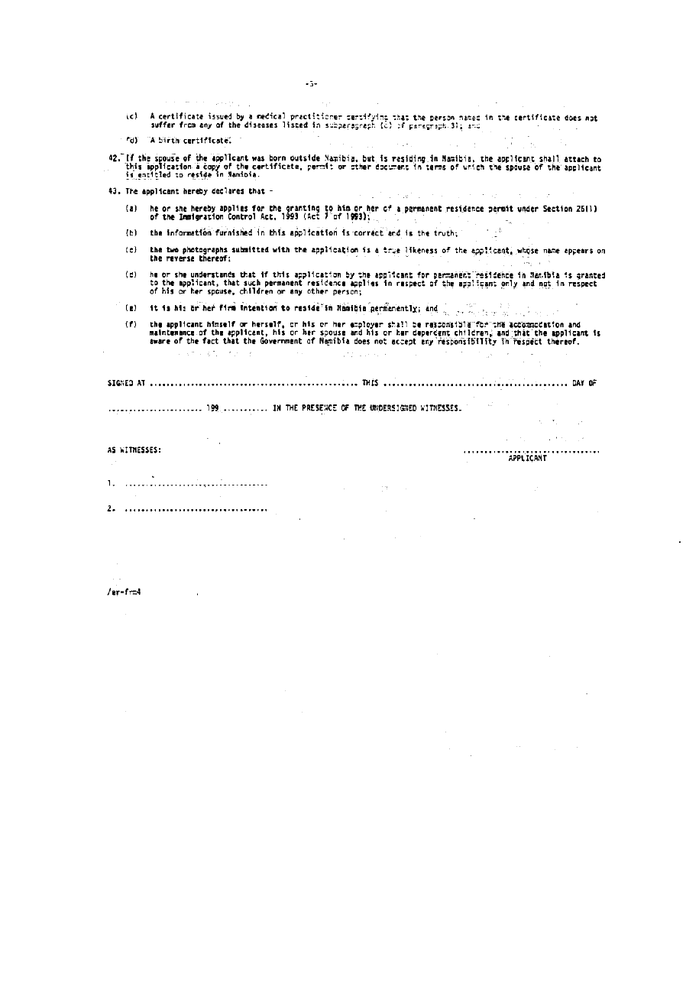 -5-
(c) A certificate issued by a medical practitioner certifying that the person named in the certificate does not
suffer from any of the diseases listed in subparagraph (d) of paragraph 31; and
(d) A birth certificate.
42. If the spouse of the applicant was born outside Namibia, but is residing in Namibia, the applicant shall attach to
this application a copy of the certificate, permit or other document in terms of which the spouse of the applicant
is entitled to reside in Namibia.
43. The applicant hereby declares that -
(a) he or she hereby applies for the granting to him or her of a permanent residence permit under Section 26(1)
of the Immigration Control Act, 1993 (Act 7 of 1993);
(b) the information furnished in this application is correct and is the truth;
(c) the two photographs submitted with the application is a true likeness of the applicant, whose name appears on
the reverse thereof;
(d) he or she understands that if this application by the applicant for permanent residence in Namibia is granted
to the applicant, that such permanent residence applies in respect of the applicant only and not in respect
of his or her spouse, children or any other person;
(e) it is his or her firm intention to reside in Namibia permanently; and
(f) the applicant himself or herself, or his or her employer shall be responsible for the accommodation and
maintenance of the applicant, his or her spouse and his or her dependent children, and that the applicant is
aware of the fact that the Government of Namibia does not accept any responsibility in respect thereof.
SIGNED AT ................................................. THIS ............................................ DAY OF
....................... 199 ........... IN THE PRESENCE OF THE UNDERSIGNED WITNESSES.
AS WITNESSES:
.................................
APPLICANT
1. ..................................
2. ..................................
/er-frm4